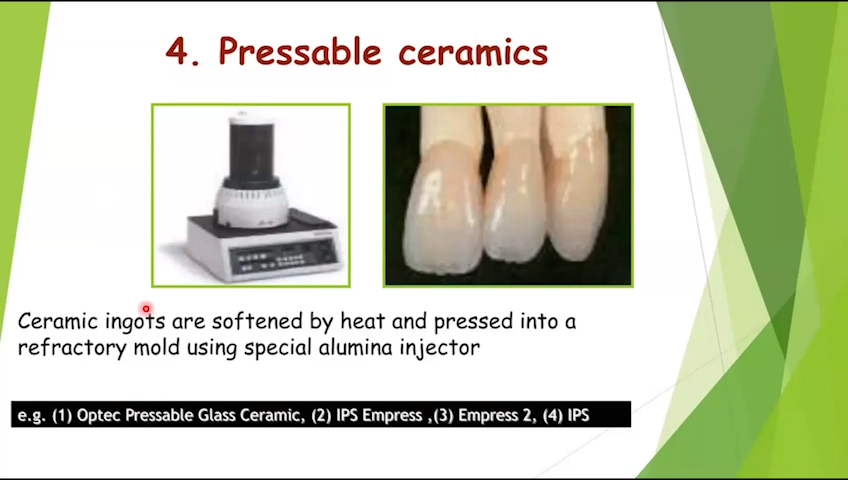 4. Pressable ceramics
Ceramic ingots are softened by heat and pressed into a
refractory mold using special alumina injector
e.g. (1) Optec Pressable Glass Ceramic, (2) IPS Empress ,(3) Empress 2, (4) IPS